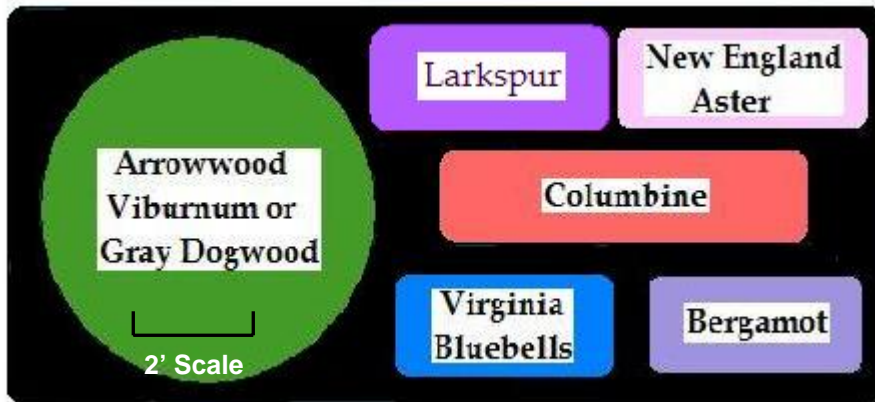 Larkspur
New England
Aster
Arrowwood
Viburnum or
Gray Dogwood
Columbine
Virginia
Bluebells
Bergamot
2’ Scale